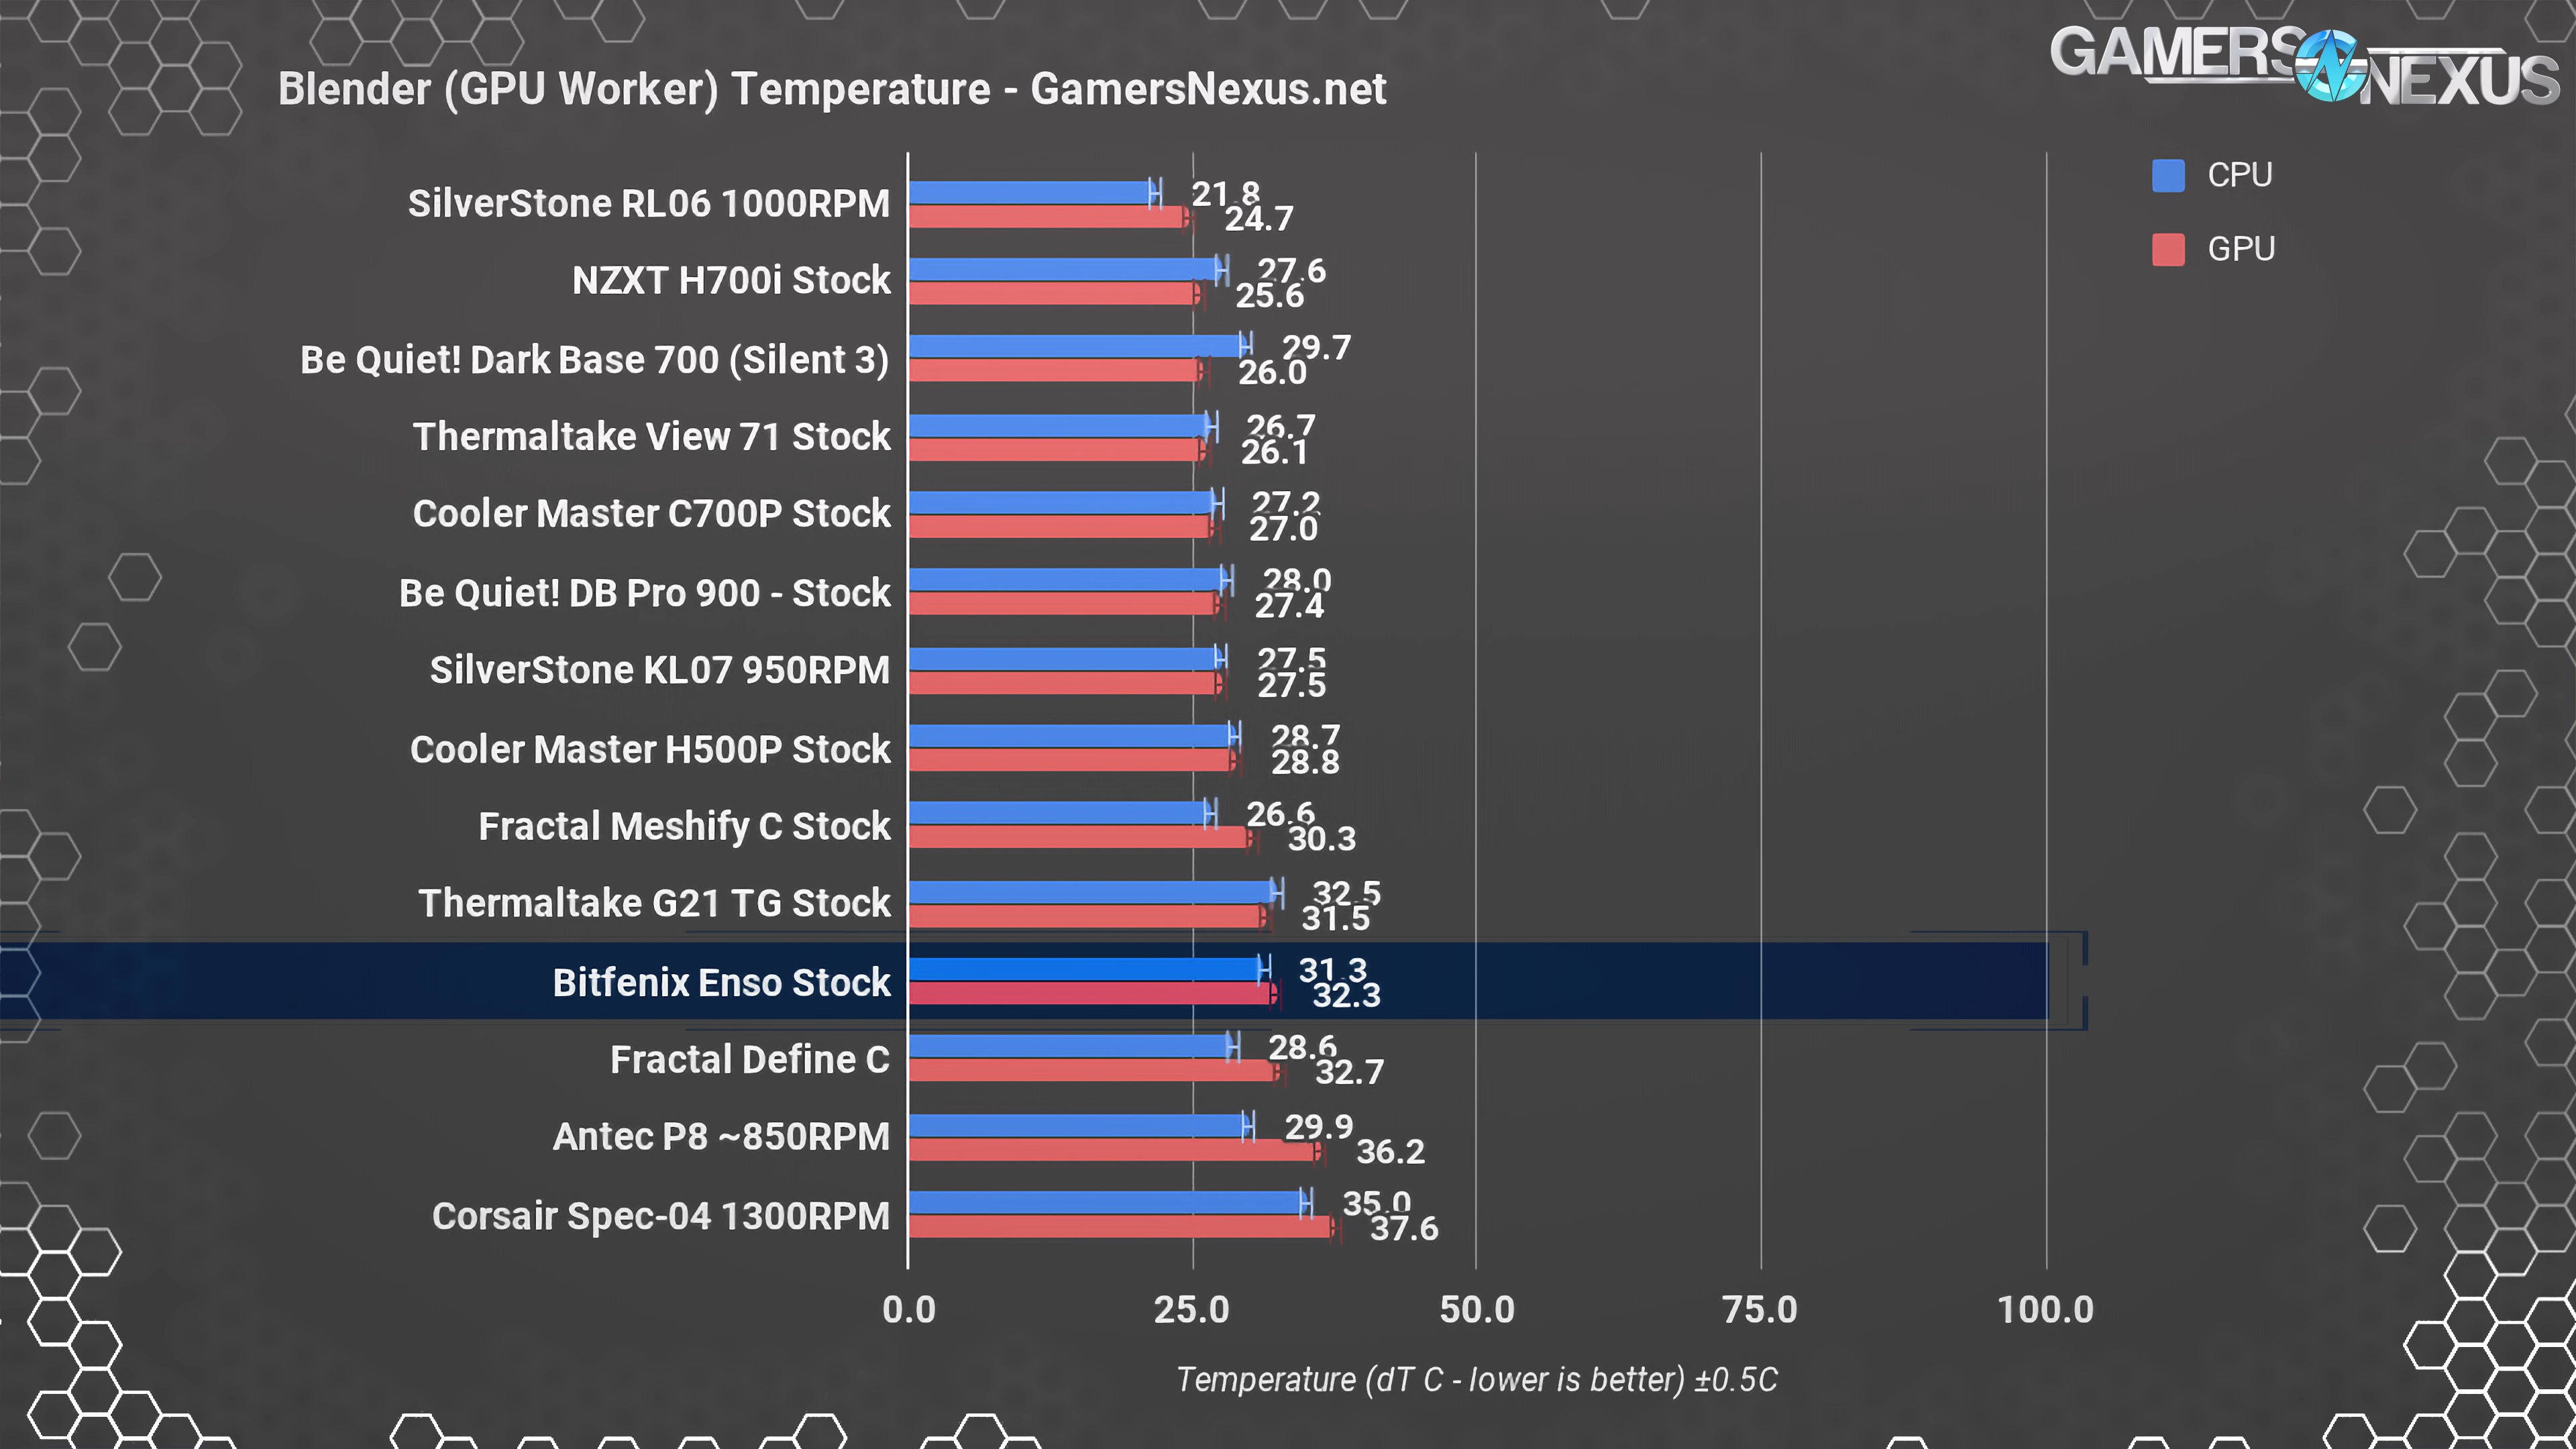 GAMERS NEXUS
Blender (GPU Worker) Temperature - GamersNexus.net
CPU
GPU
SilverStone RL06 1000RPM
21.8
24.7
NZXT H700i Stock
27.6
25.6
Be Quiet! Dark Base 700 (Silent 3)
29.7
26.0
Thermaltake View 71 Stock
26.7
26.1
Cooler Master C700P Stock
27.2
27.0
Be Quiet! DB Pro 900 - Stock
28.0
27.4
SilverStone KL07 950RPM
27.5
27.5
Cooler Master H500P Stock
28.7
28.8
Fractal Meshify C Stock
26.6
30.3
Thermaltake G21 TG Stock
32.5
31.5
Bitfenix Enso Stock
31.3
32.3
Fractal Define C
28.6
32.7
Antec P8 ~850RPM
29.9
36.2
Corsair Spec-04 1300RPM
35.0
37.6
0.0 25.0 50.0 75.0 100.0
Temperature (dT C - lower is better) ±0.5C